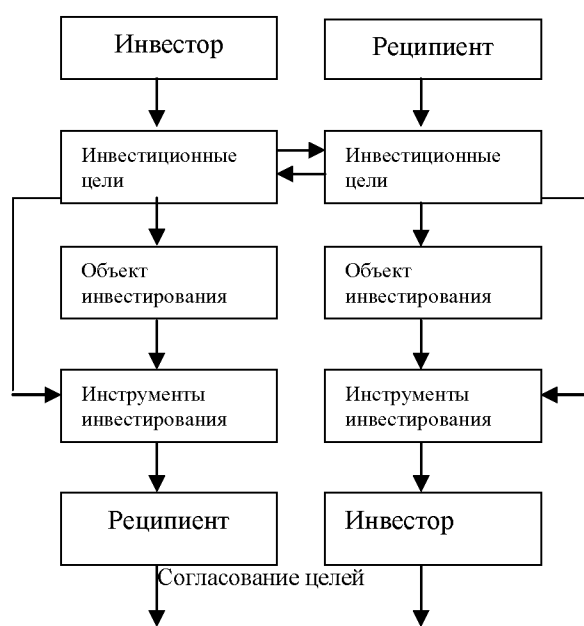 Инвестор
Реципиент
Инвестиционные
цели
Инвестиционные
цели
Объект
инвестирования
Объект
инвестирования
Инструменты
инвестирования
Инструменты
инвестирования
Реципиент
Инвестор
Согласование целей